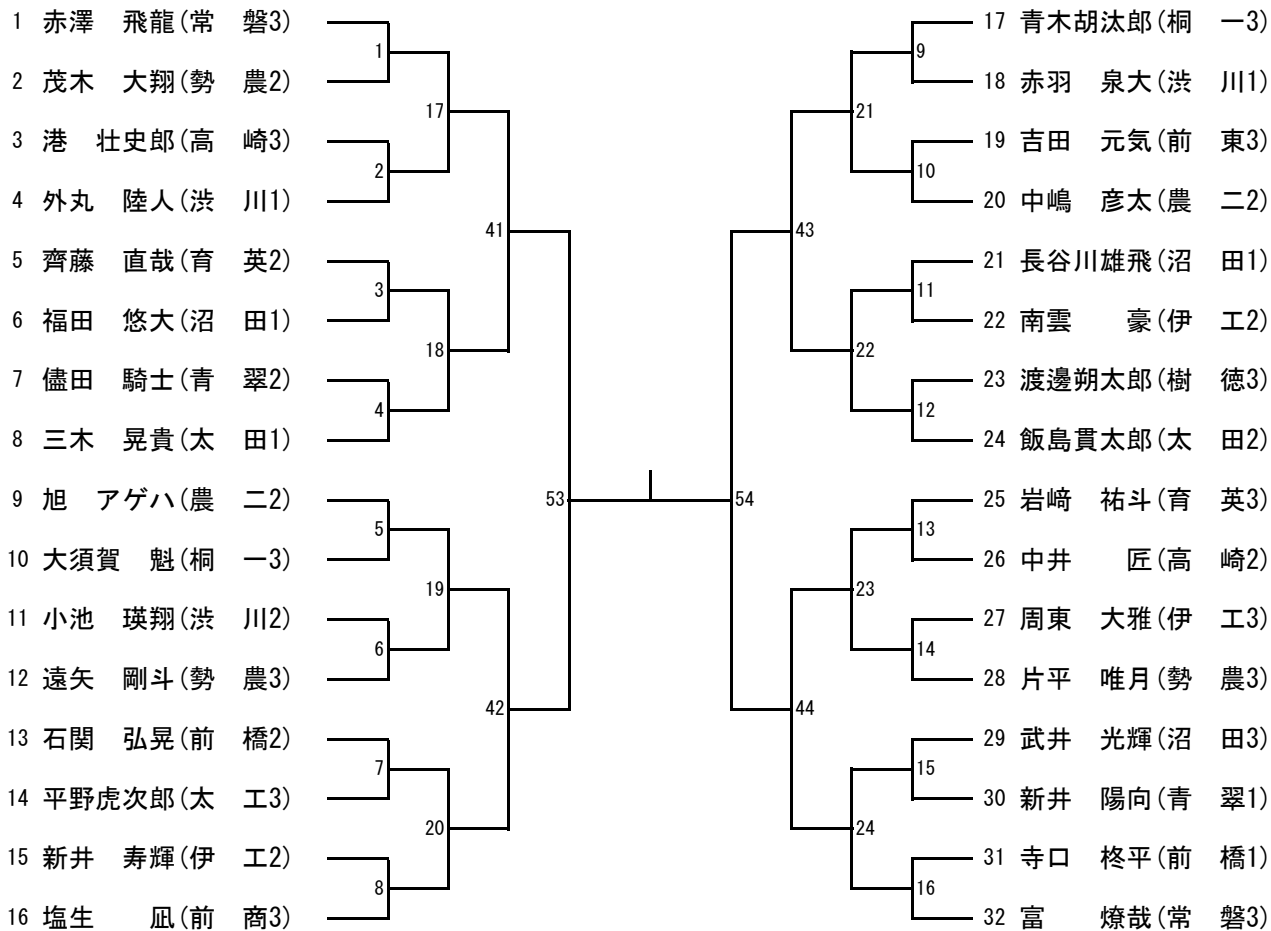 1 赤澤　飛龍(常　磐3)
2 茂木　大翔(勢　農2)
3 港　壮史郎(高　崎3)
4 外丸　陸人(渋　川1)
5 齊藤　直哉(育　英2)
6 福田　悠大(沼　田1)
7 儘田　騎士(青　翠2)
8 三木　晃貴(太　田1)
9 旭　アゲハ(農　二2)
10 大須賀　魁(桐　一3)
11 小池　瑛翔(渋　川2)
12 遠矢　剛斗(勢　農3)
13 石関　弘晃(前　橋2)
14 平野虎次郎(太　工3)
15 新井　寿輝(伊　工2)
16 塩生　　凪(前　商3)
1
2
3
4
5
6
7
8
17
18
19
20
41
42
53
54
43
44
21
22
23
24
9
10
11
12
13
14
15
16
17 青木胡汰郎(桐　一3)
18 赤羽　泉大(渋　川1)
19 吉田　元気(前　東3)
20 中嶋　彦太(農　二2)
21 長谷川雄飛(沼　田1)
22 南雲　　豪(伊　工2)
23 渡邊朔太郎(樹　徳3)
24 飯島貫太郎(太　田2)
25 岩﨑　祐斗(育　英3)
26 中井　　匠(高　崎2)
27 周東　大雅(伊　工3)
28 片平　唯月(勢　農3)
29 武井　光輝(沼　田3)
30 新井　陽向(青　翠1)
31 寺口　柊平(前　橋1)
32 富　　燎哉(常　磐3)